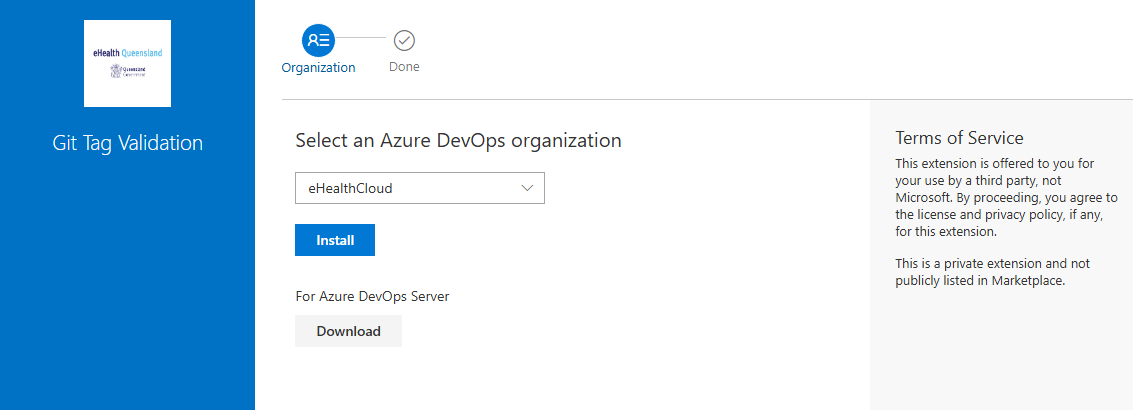 eHealth Queensland
Queensland
Government
Git Tag Validation
Organization
Done
Select an Azure DevOps organization
eHealthCloud
Install
For Azure DevOps Server
Download
Terms of Service
This extension is offered to you for
your use by a third party, not
Microsoft. By proceeding, you agree to
the license and privacy policy, if any,
for this extension.
This is a private extension and not
publicly listed in Marketplace.